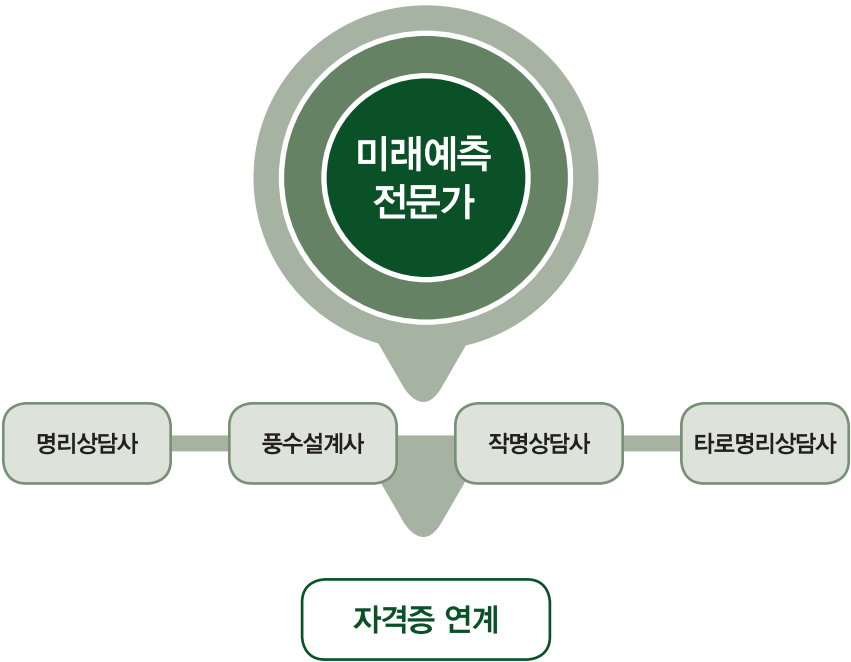 미래예측
전문가
명리상담사
풍수설계사
작명상담사
타로명리상담사
자격증 연계